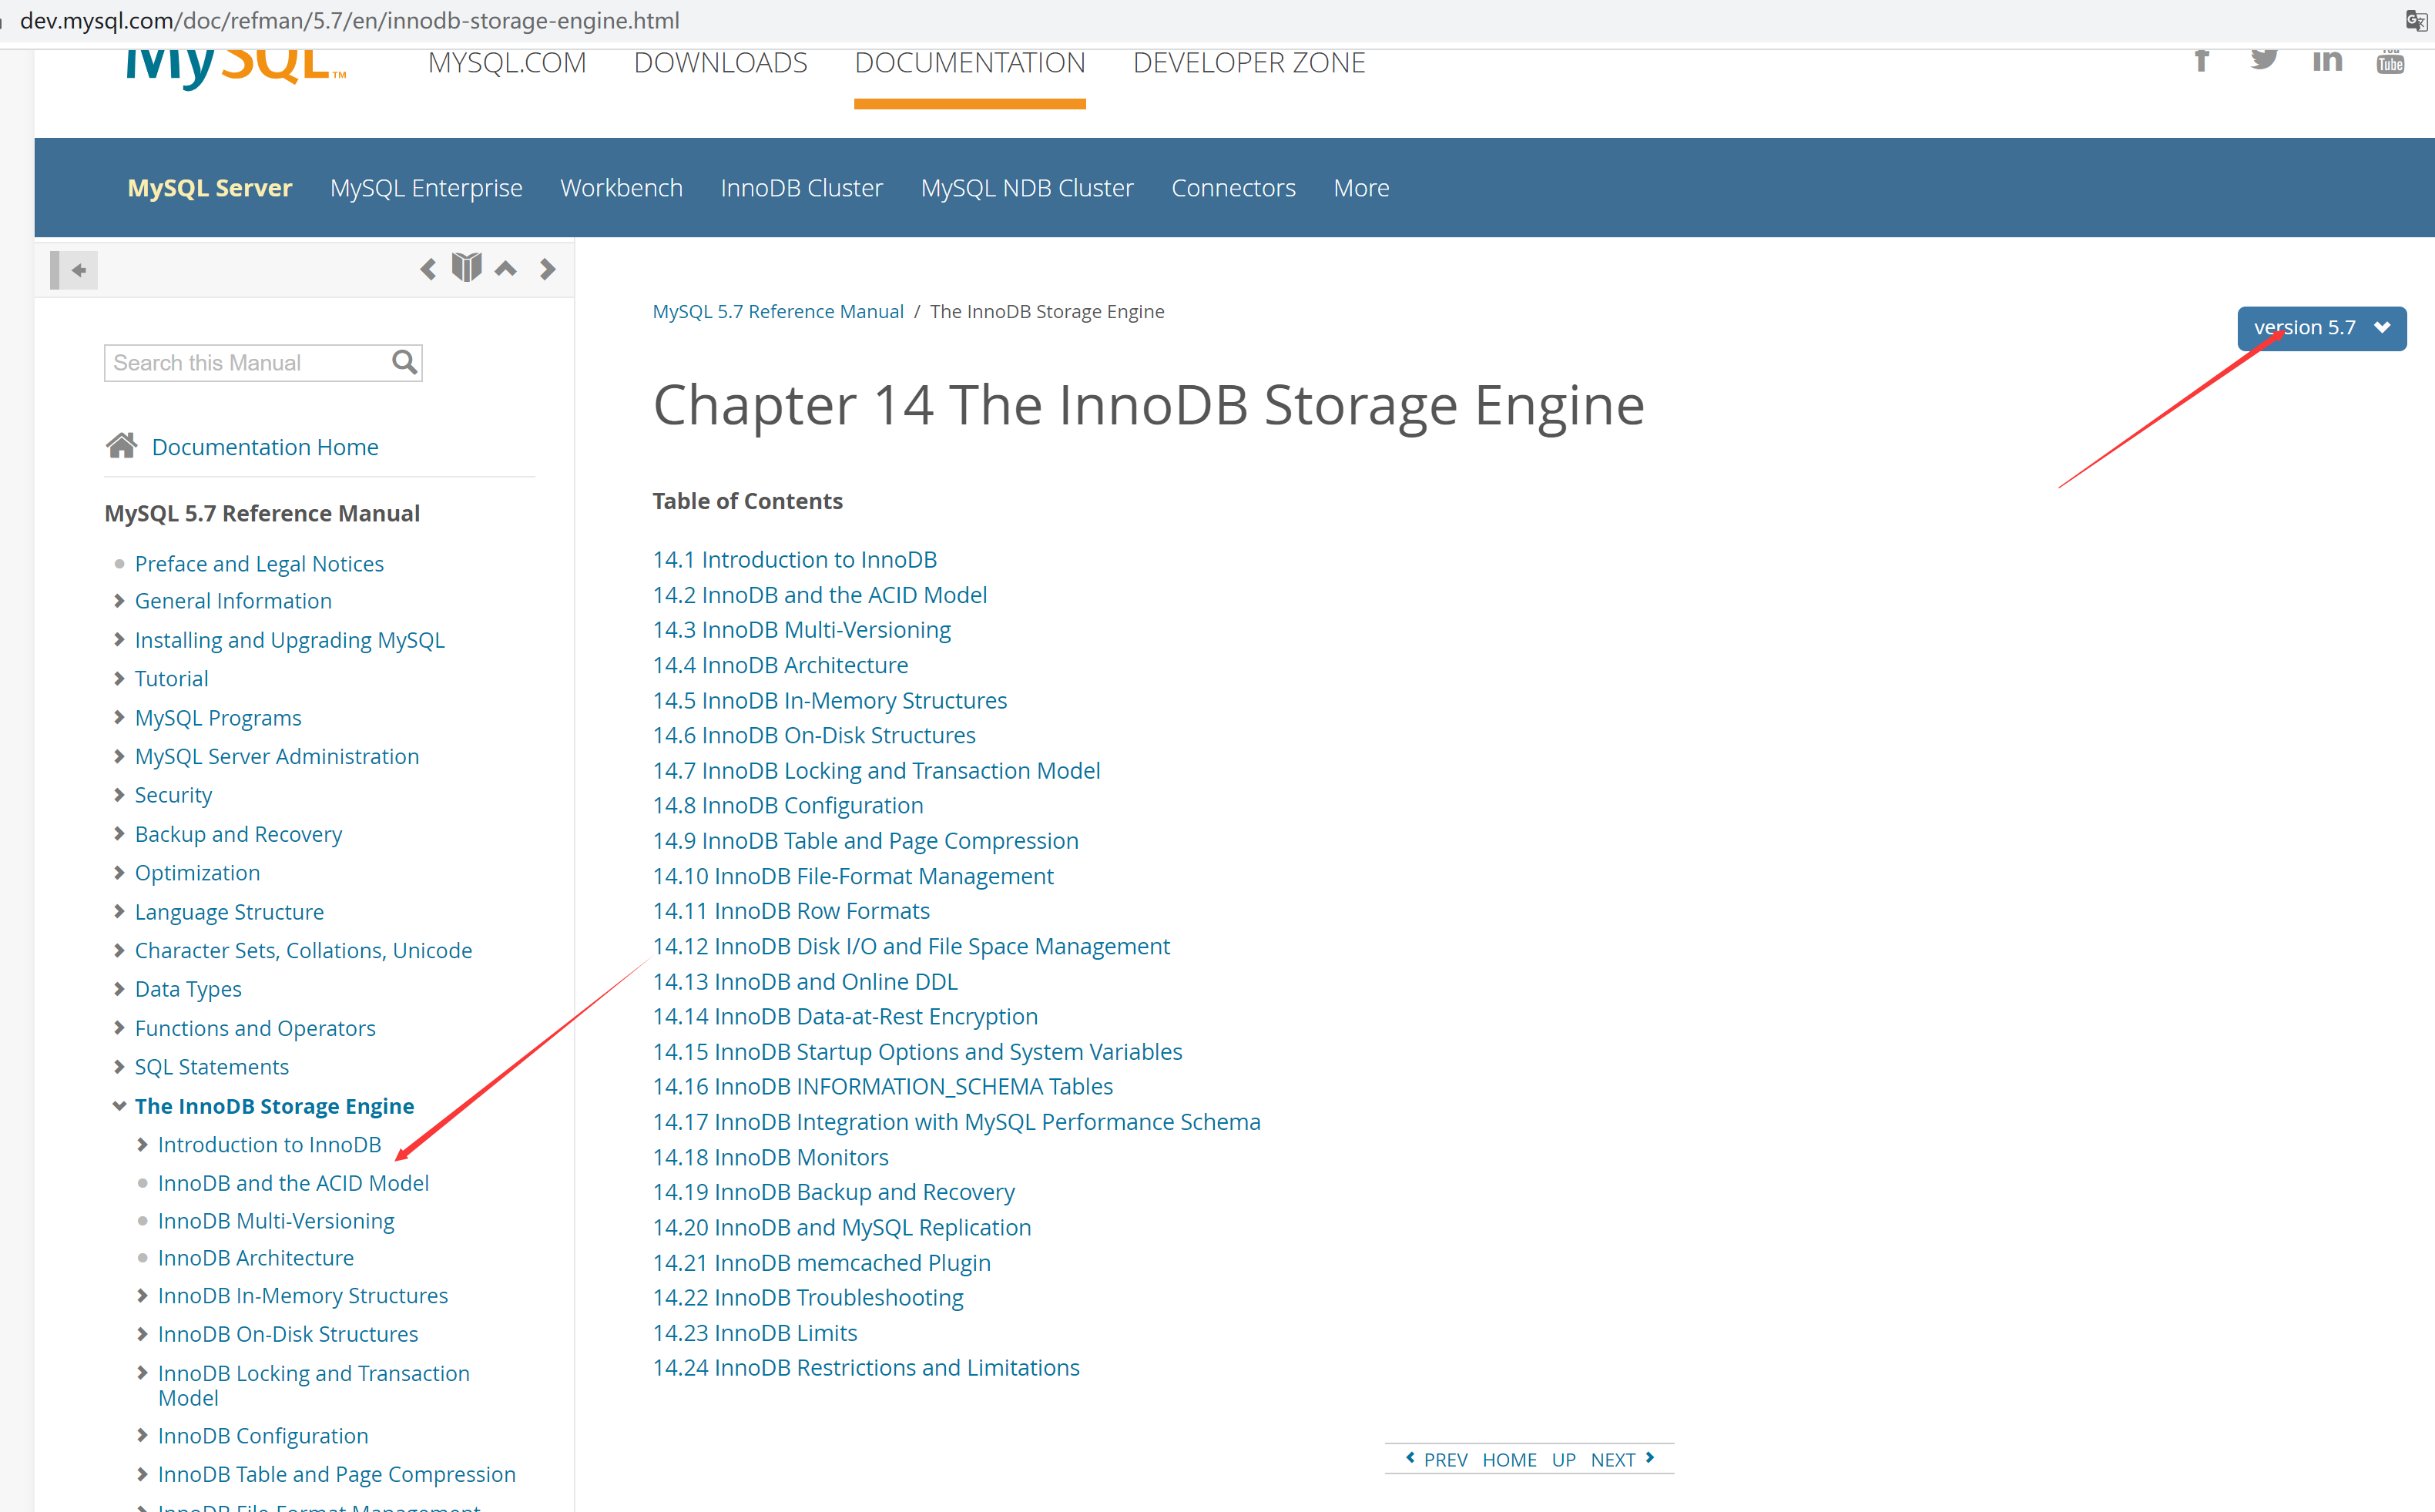 dev.mysql.com/doc/refman/5.7/en/innodb-storage-engine.html
MySQL™
MYSQL.COM DOWNLOADS DOCUMENTATION DEVELOPER ZONE
f in You Tube
MySQL Server MySQL Enterprise Workbench InnoDB Cluster MySQL NDB Cluster Connectors More
Search this Manual
Documentation Home
MySQL 5.7 Reference Manual
Preface and Legal Notices
General Information
Installing and Upgrading MySQL
Tutorial
MySQL Programs
MySQL Server Administration
Security
Backup and Recovery
Optimization
Language Structure
Character Sets, Collations, Unicode
Data Types
Functions and Operators
SQL Statements
The InnoDB Storage Engine
Introduction to InnoDB
InnoDB and the ACID Model
InnoDB Multi-Versioning
InnoDB Architecture
InnoDB In-Memory Structures
InnoDB On-Disk Structures
InnoDB Locking and Transaction
Model
InnoDB Configuration
InnoDB Table and Page Compression
InnoDB File-Format Management
MySQL 5.7 Reference Manual / The InnoDB Storage Engine
version 5.7
Chapter 14 The InnoDB Storage Engine
Table of Contents
14.1 Introduction to InnoDB
14.2 InnoDB and the ACID Model
14.3 InnoDB Multi-Versioning
14.4 InnoDB Architecture
14.5 InnoDB In-Memory Structures
14.6 InnoDB On-Disk Structures
14.7 InnoDB Locking and Transaction Model
14.8 InnoDB Configuration
14.9 InnoDB Table and Page Compression
14.10 InnoDB File-Format Management
14.11 InnoDB Row Formats
14.12 InnoDB Disk I/O and File Space Management
14.13 InnoDB and Online DDL
14.14 InnoDB Data-at-Rest Encryption
14.15 InnoDB Startup Options and System Variables
14.16 InnoDB INFORMATION_SCHEMA Tables
14.17 InnoDB Integration with MySQL Performance Schema
14.18 InnoDB Monitors
14.19 InnoDB Backup and Recovery
14.20 InnoDB and MySQL Replication
14.21 InnoDB memcached Plugin
14.22 InnoDB Troubleshooting
14.23 InnoDB Limits
14.24 InnoDB Restrictions and Limitations
PREV HOME UP NEXT